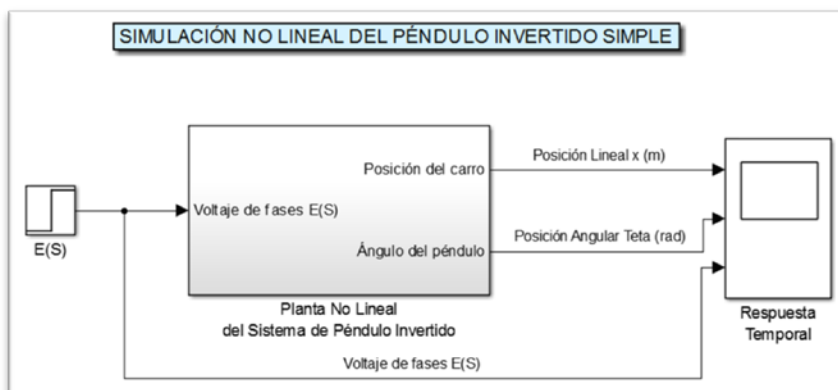 SIMULACIÓN NO LINEAL DEL PÉNDULO INVERTIDO SIMPLE
Posición del carro
Posición Lineal x (m)
Voltaje de fases E(S)
E(S)
Ángulo del péndulo
Posición Angular Teta (rad)
Planta No Lineal
del Sistema de Péndulo Invertido
Respuesta
Temporal
Voltaje de fases E(S)